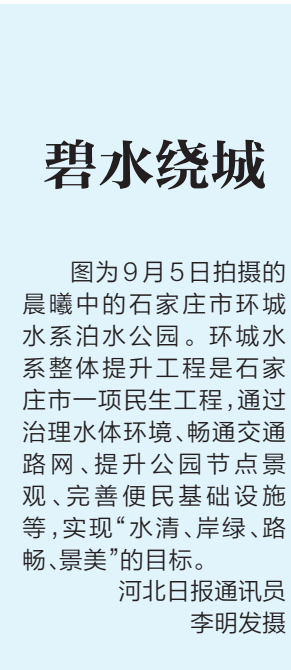 碧水绕城
图为9月5日拍摄的
晨曦中的石家庄市环城
水系泊水公园。环城水
系整体提升工程是石家
庄市一项民生工程,通过
治理水体环境、畅通交通
路网、提升公园节点景
观、完善便民基础设施
等,实现“水清、岸绿、路
畅、景美”的目标。
河北日报通讯员
李明发摄